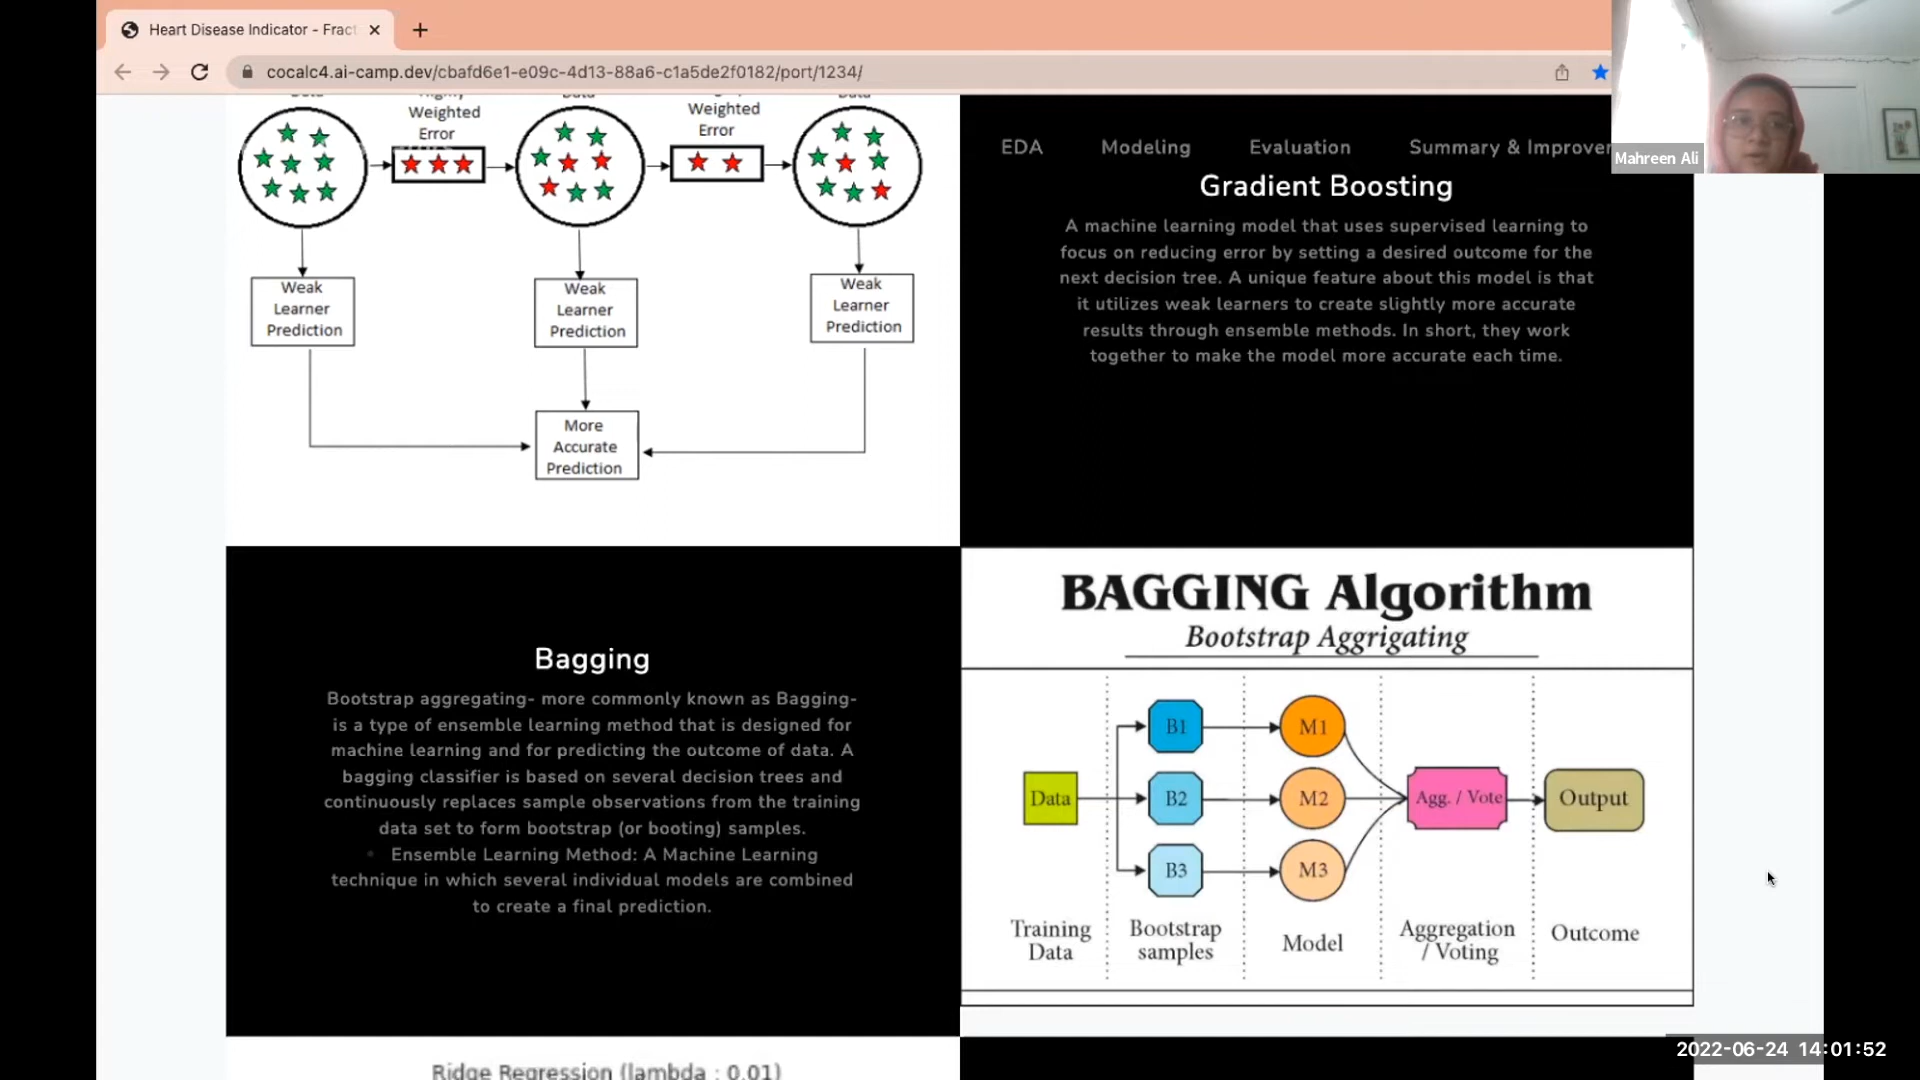 Heart Disease Indicator - Fract
cocalc4.ai-camp.dev/cbafd6e1-e09c-4d13-88a6-c1a5de2f0182/port/1234/
Mahreen Ali
Weighted
Error
Weighted
Error
Weak
Learner
Prediction
Weak
Learner
Prediction
Weak
Learner
Prediction
More
Accurate
Prediction
EDA Modeling Evaluation Summary & Improver
Gradient Boosting
A machine learning model that uses supervised learning to
focus on reducing error by setting a desired outcome for the
next decision tree. A unique feature about this model is that
it utilizes weak learners to create slightly more accurate
results through ensemble methods. In short, they work
together to make the model more accurate each time.
Bagging
Bootstrap aggregating- more commonly known as Bagging-
is a type of ensemble learning method that is designed for
machine learning and for predicting the outcome of data. A
bagging classifier is based on several decision trees and
continuously replaces sample observations from the training
data set to form bootstrap (or booting) samples.
Ensemble Learning Method: A Machine Learning
technique in which several individual models are combined
to create a final prediction.
BAGGING Algorithm
Bootstrap Aggrigating
B1 M1
Data B2 M2 Agg. / Vote Output
B3 M3
Training
Data
Bootstrap
samples
Model
Aggregation
/ Voting
Outcome
Ridge Regression (lambda : 0.01)
2022-06-24 14:01:52